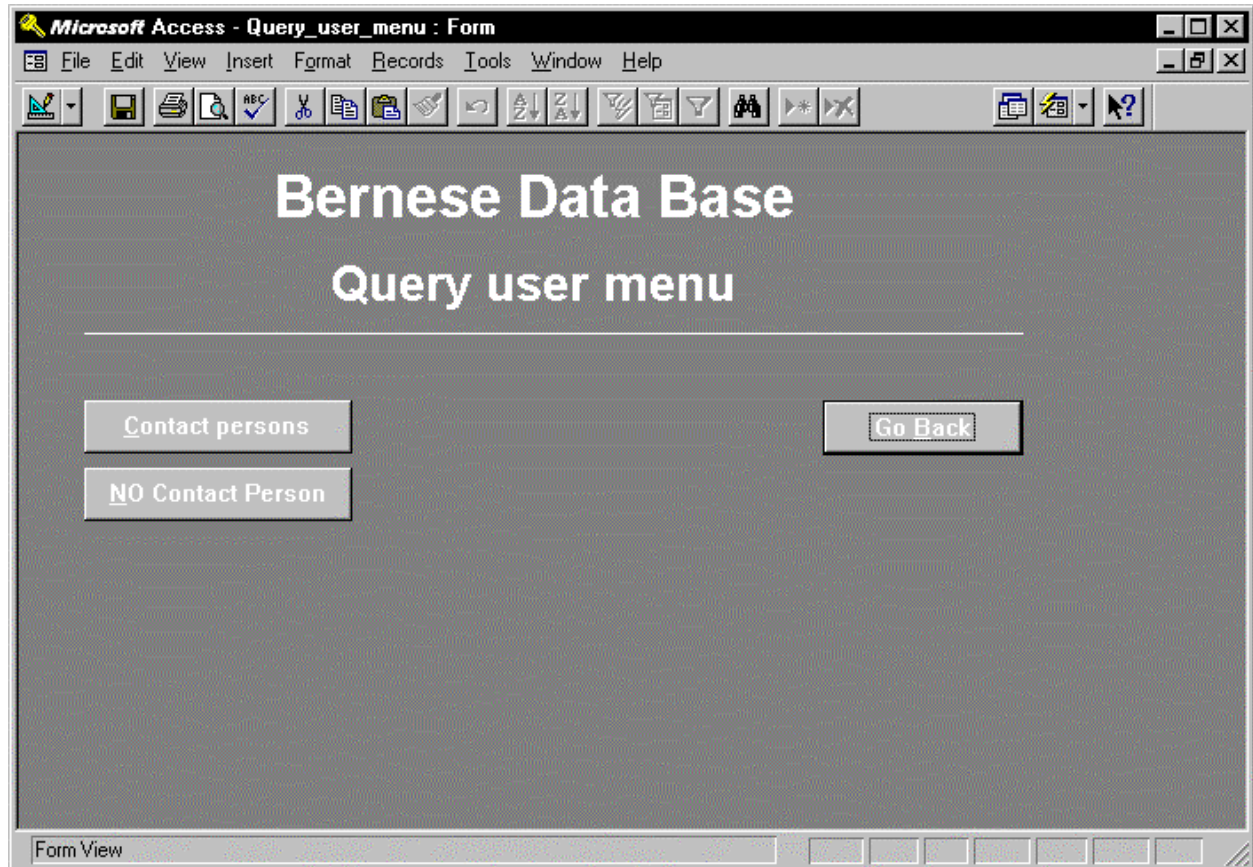 Microsoft Access - Query_user_menu : Form
File Edit View Insert Format Records Tools Window Help
Bernese Data Base
Query user menu
Contact persons
Go Back
NO Contact Person
Form View